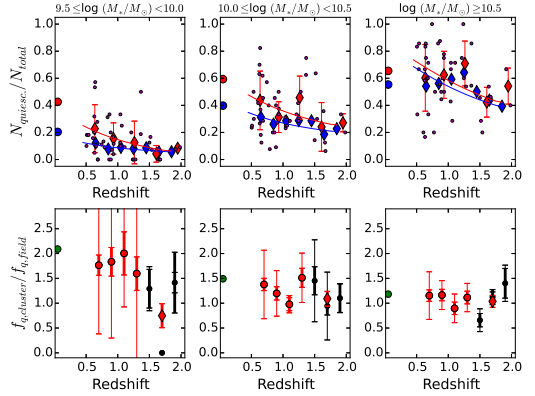 9.5 ≤ log (M∗/M⊙) < 10.0
10.0 ≤ log (M∗/M⊙) < 10.5
log (M∗/M⊙) ≥ 10.5
N_quiesc./N_total
1.0
0.8
0.6
0.4
0.2
0.0
0.5 1.0 1.5 2.0
0.5 1.0 1.5 2.0
0.5 1.0 1.5 2.0
Redshift
Redshift
Redshift
f_q,cluster/f_q,field
2.5
2.0
1.5
1.0
0.5
0.0
0.5 1.0 1.5 2.0
0.5 1.0 1.5 2.0
0.5 1.0 1.5 2.0
Redshift
Redshift
Redshift